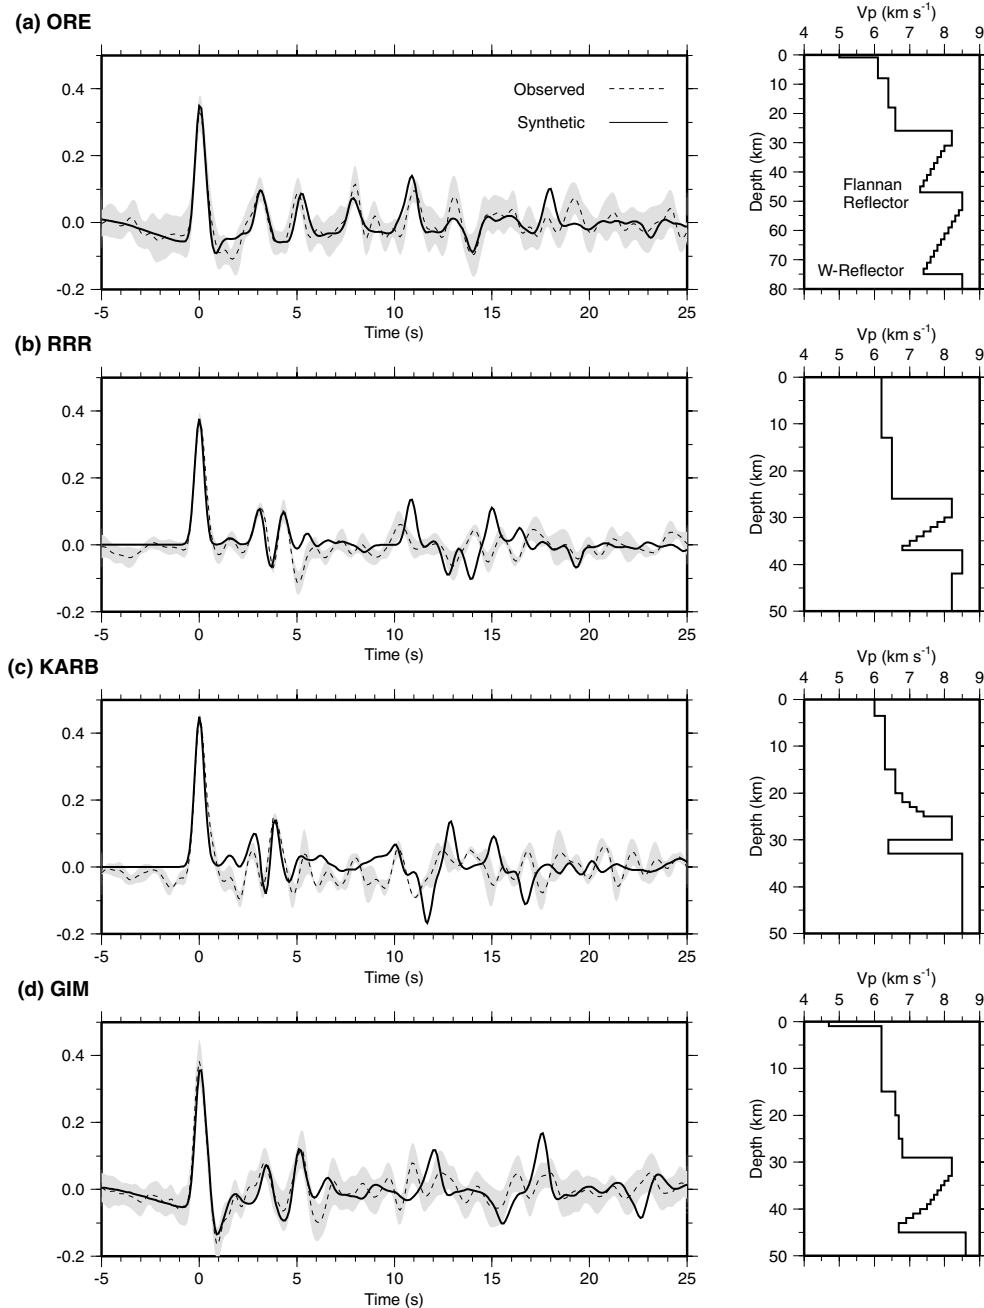 (a) ORE
Vp (km s-1)
4 5 6 7 8 9
0.4
0.2
0.0
-0.2
Observed
Synthetic
-5 0 5 10 15 20 25
Time (s)
0
10
20
30
40
50
60
70
80
Depth (km)
Flannan
Reflector
W-Reflector
(b) RRR
Vp (km s-1)
4 5 6 7 8 9
0.4
0.2
0.0
-0.2
-5 0 5 10 15 20 25
Time (s)
0
10
20
30
40
50
Depth (km)
(c) KARB
Vp (km s-1)
4 5 6 7 8 9
0.4
0.2
0.0
-0.2
-5 0 5 10 15 20 25
Time (s)
0
10
20
30
40
50
Depth (km)
(d) GIM
Vp (km s-1)
4 5 6 7 8 9
0.4
0.2
0.0
-0.2
-5 0 5 10 15 20 25
Time (s)
0
10
20
30
40
50
Depth (km)